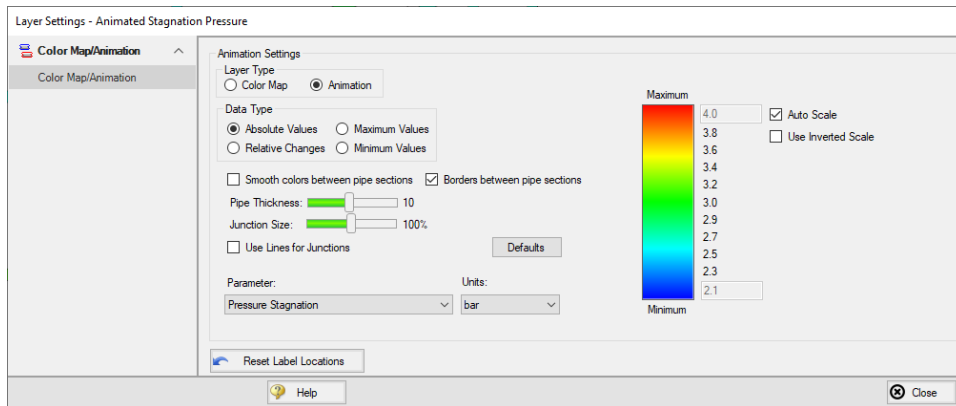 Layer Settings - Animated Stagnation Pressure
Color Map/Animation
Color Map/Animation
Animation Settings
Layer Type
Color Map Animation
Data Type
Absolute Values Maximum Values
Relative Changes Minimum Values
Smooth colors between pipe sections Borders between pipe sections
Pipe Thickness: 10
Junction Size: 100%
Use Lines for Junctions Defaults
Parameter: Units:
Pressure Stagnation bar
Maximum
4.0 Auto Scale
3.8 Use Inverted Scale
3.6
3.4
3.2
3.0
2.9
2.7
2.5
2.3
2.1
Minimum
Reset Label Locations
Help Close